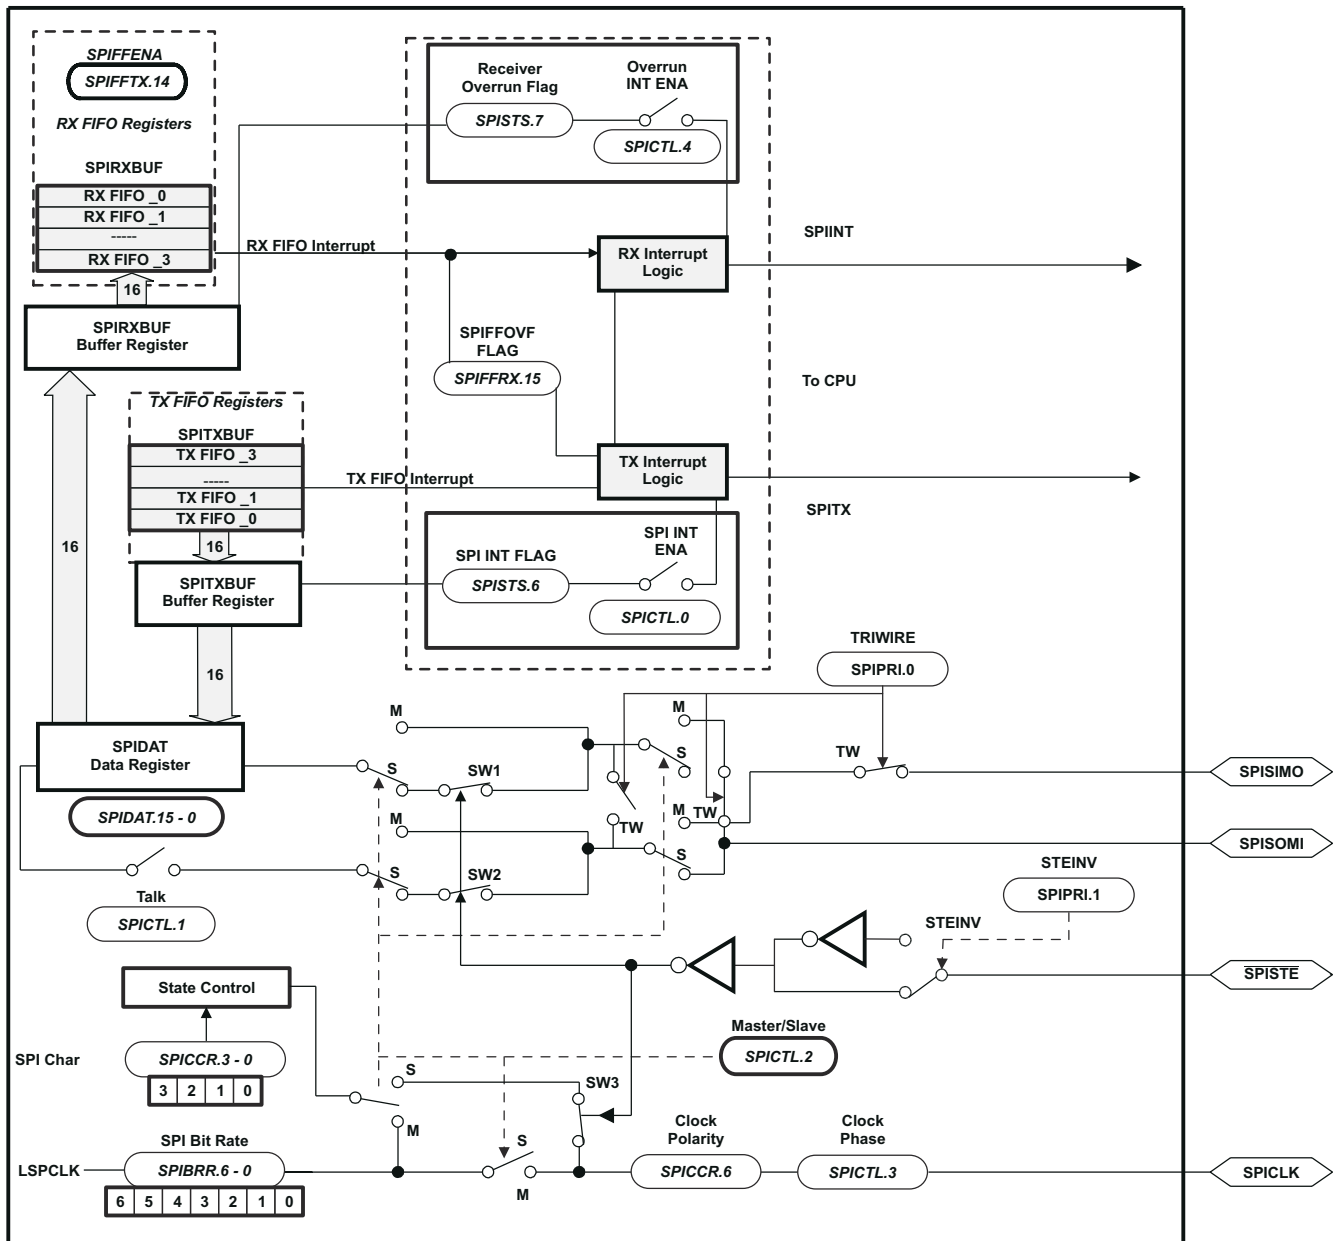 SPIFFENA
SPIFFTX.14
RX FIFO Registers
SPIRXBUF
RX FIFO _0
RX FIFO _1
-----
RX FIFO _3
16
SPIRXBUF
Buffer Register
RX FIFO Interrupt
Receiver
Overrun Flag
SPISTS.7
Overrun
INT ENA
SPICTL.4
RX Interrupt
Logic
SPIINT
SPIFFOVF
FLAG
SPIFFRX.15
To CPU
TX FIFO Registers
SPITXBUF
TX FIFO _3
-----
TX FIFO _1
TX FIFO _0
16
TX FIFO Interrupt
TX Interrupt
Logic
SPITX
16
SPITXBUF
Buffer Register
SPI INT FLAG
SPISTS.6
SPI INT
ENA
SPICTL.0
16
TRIWIRE
SPIPRI.0
SPIDAT
Data Register
SPIDAT.15 - 0
M
S
SW1
M
S
TW
M
TW
S
TW
SPISIMO
SPISOMI
M
S
SW2
Talk
SPICTL.1
STEINV
SPIPRI.1
STEINV
SPISTE
State Control
SPI Char
SPICCR.3 - 0
3 2 1 0
Master/Slave
SPICTL.2
S
M
SW3
SPI Bit Rate
LSPCLK
SPIBRR.6 - 0
6 5 4 3 2 1 0
S
M
Clock
Polarity
SPICCR.6
Clock
Phase
SPICTL.3
SPICLK